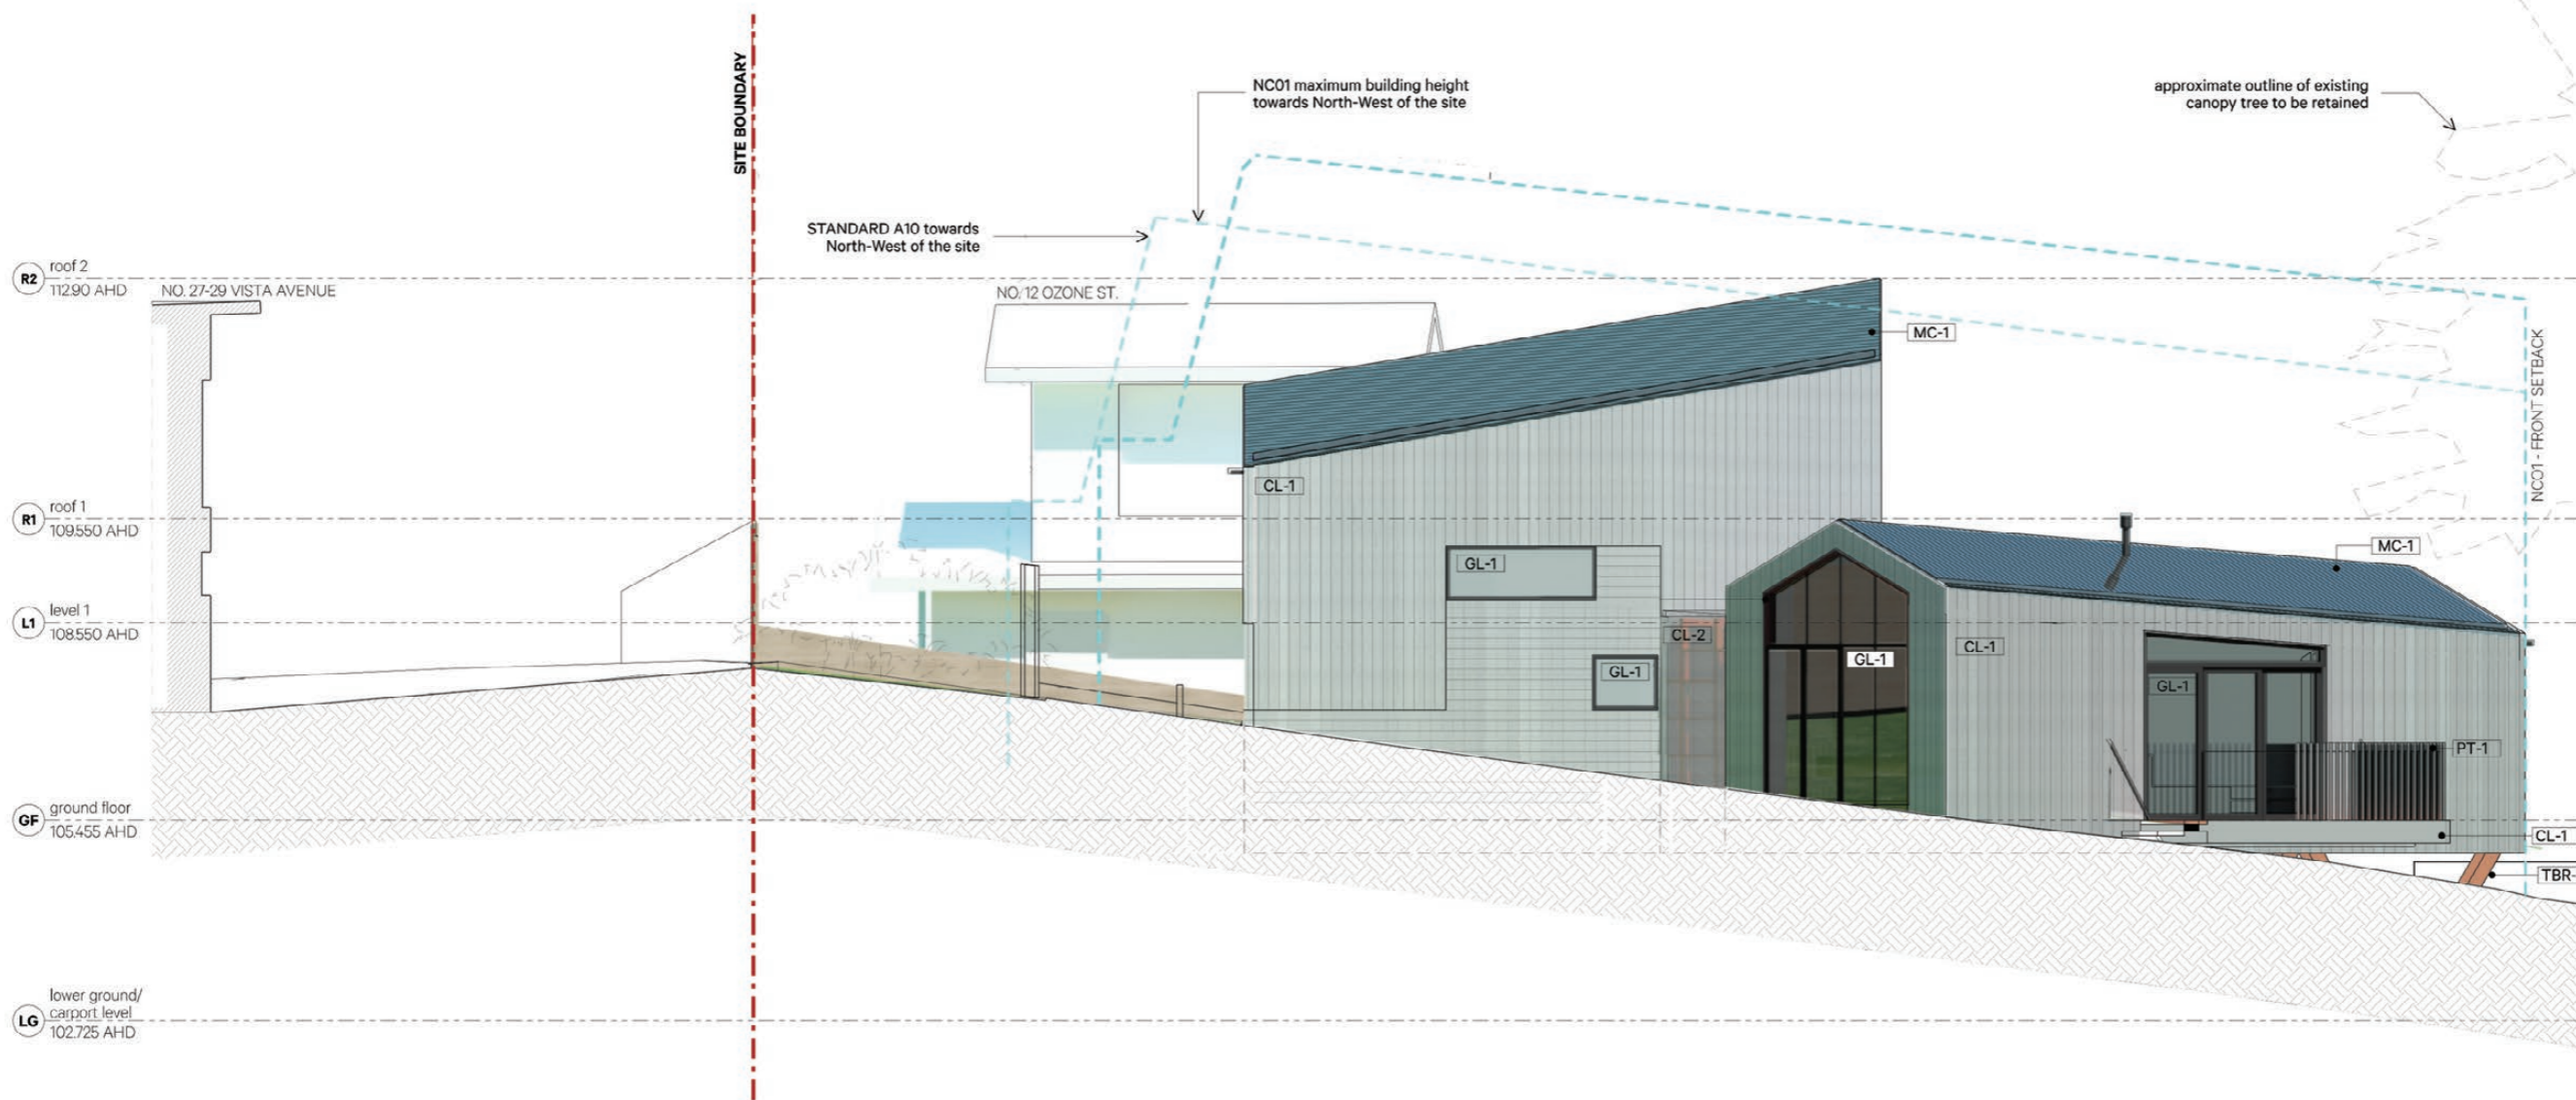 SITE BOUNDARY
NC01 maximum building height
towards North-West of the site
approximate outline of existing
canopy tree to be retained
STANDARD A10 towards
North-West of the site
R2
roof 2
112.90 AHD
NO. 27-29 VISTA AVENUE
NO. 12 OZONE ST.
MC-1
NC01 - FRONT SETBACK
CL-1
R1
roof 1
109.550 AHD
MC-1
GL-1
L1
level 1
108.550 AHD
CL-2
CL-1
GL-1
GL-1
GL-1
PT-1
GF
ground floor
105.455 AHD
CL-1
TBR-
LG
lower ground/
carport level
102.725 AHD